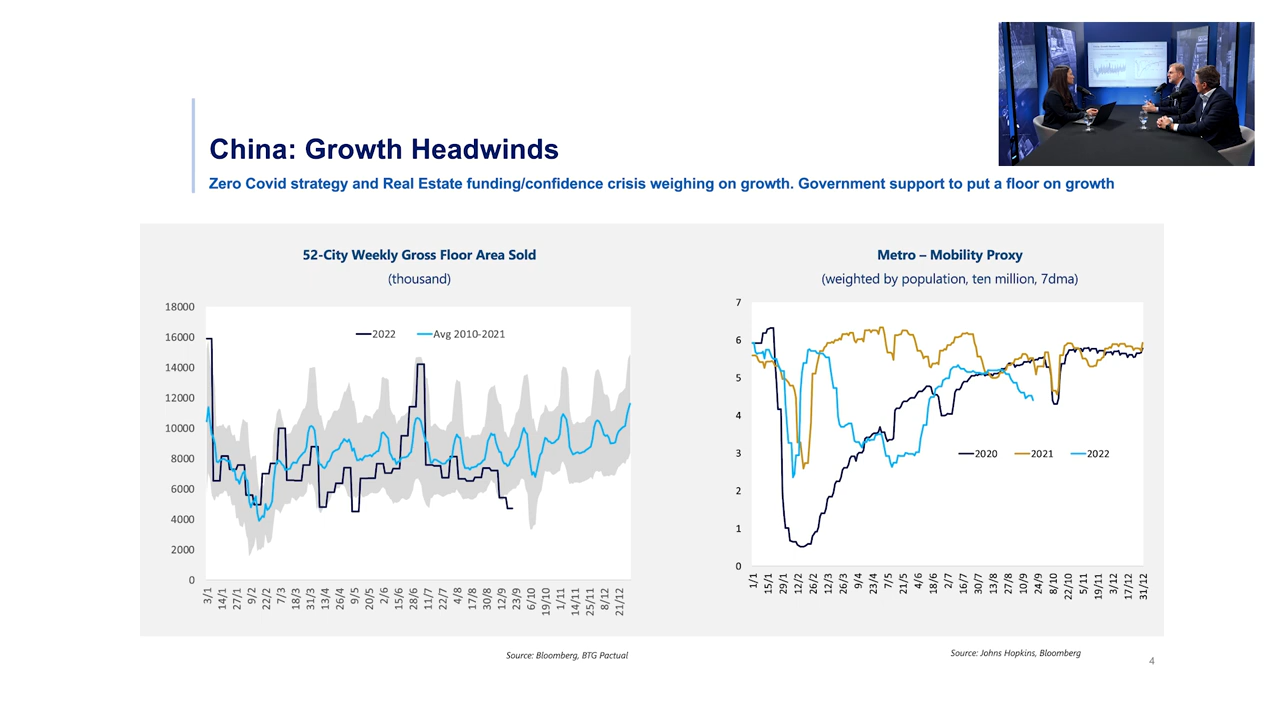 China: Growth Headwinds
Zero Covid strategy and Real Estate funding/confidence crisis weighing on growth. Government support to put a floor on growth
52-City Weekly Gross Floor Area Sold
(thousand)
18000
16000
14000
12000
10000
8000
6000
4000
2000
0
2022
Avg 2010-2021
3/1 14/1 27/1 9/2 22/2 7/3 18/3 31/3 13/4 26/4 9/5 20/5 2/6 15/6 28/6 11/7 22/7 4/8 17/8 30/8 12/9 23/9 6/10 19/10 1/11 14/11 25/11 8/12 21/12
Source: Bloomberg, BTG Pactual
Metro – Mobility Proxy
(weighted by population, ten million, 7dma)
7
6
5
4
3
2
1
0
2020
2021
2022
1/1 15/1 29/1 12/2 26/2 12/3 26/3 9/4 23/4 7/5 21/5 4/6 18/6 2/7 16/7 30/7 13/8 27/8 10/9 24/9 8/10 22/10 5/11 19/11 3/12 17/12 31/12
Source: Johns Hopkins, Bloomberg
4